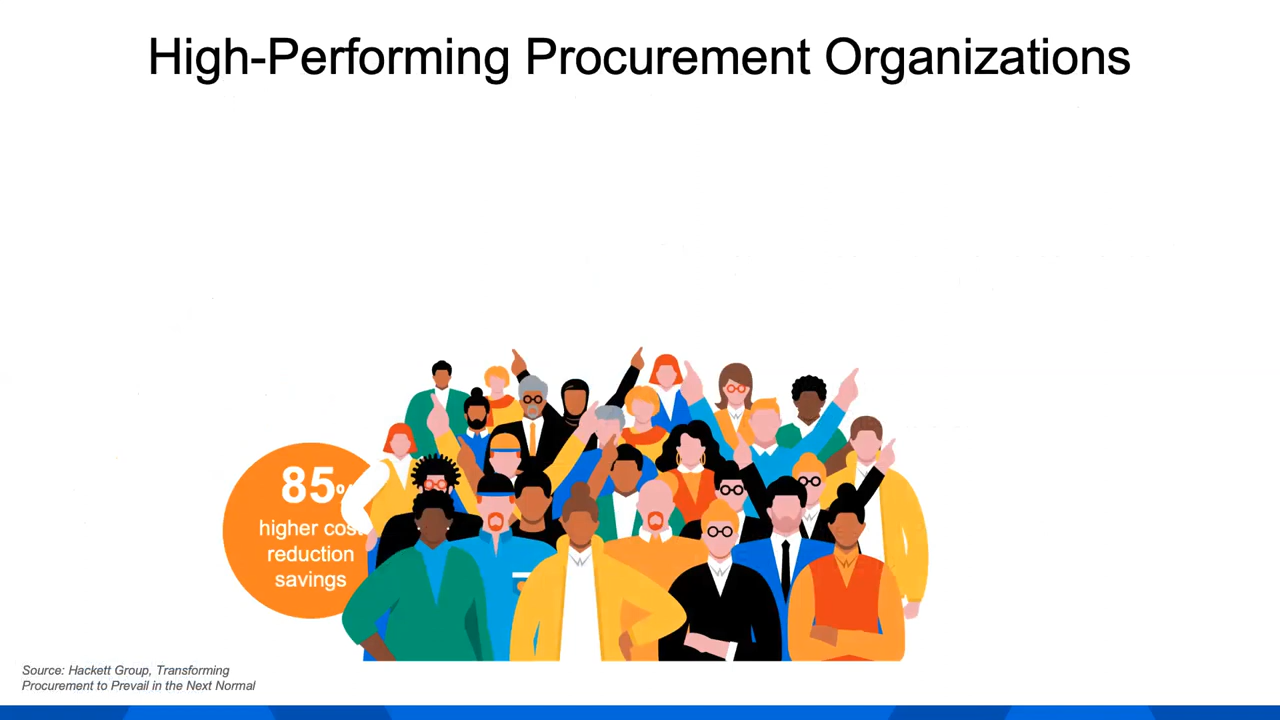 High-Performing Procurement Organizations
85%
higher cost
reduction
savings
Source: Hackett Group, Transforming
Procurement to Prevail in the Next Normal